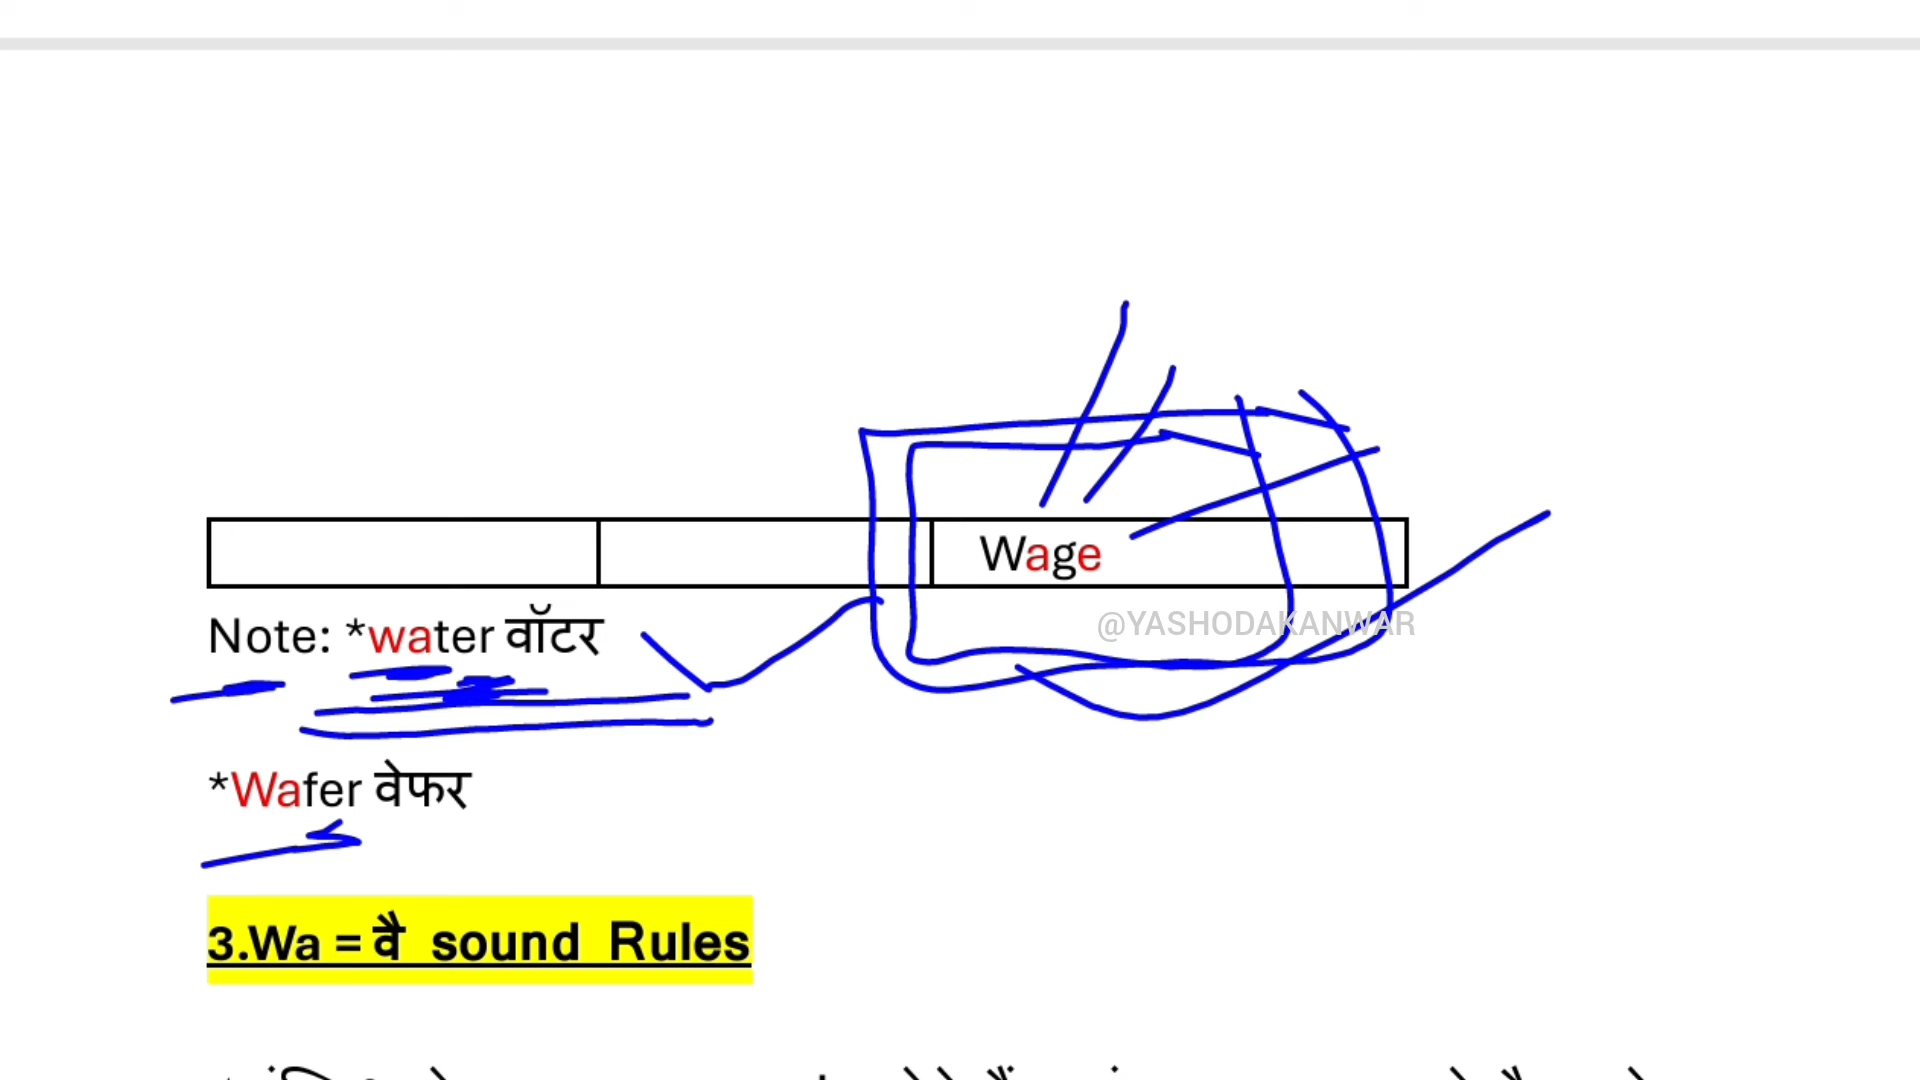 Wage
@YASHODAKANWAR
Note: *water वॉटर
*Wafer वेफर
3.Wa = वै sound Rules